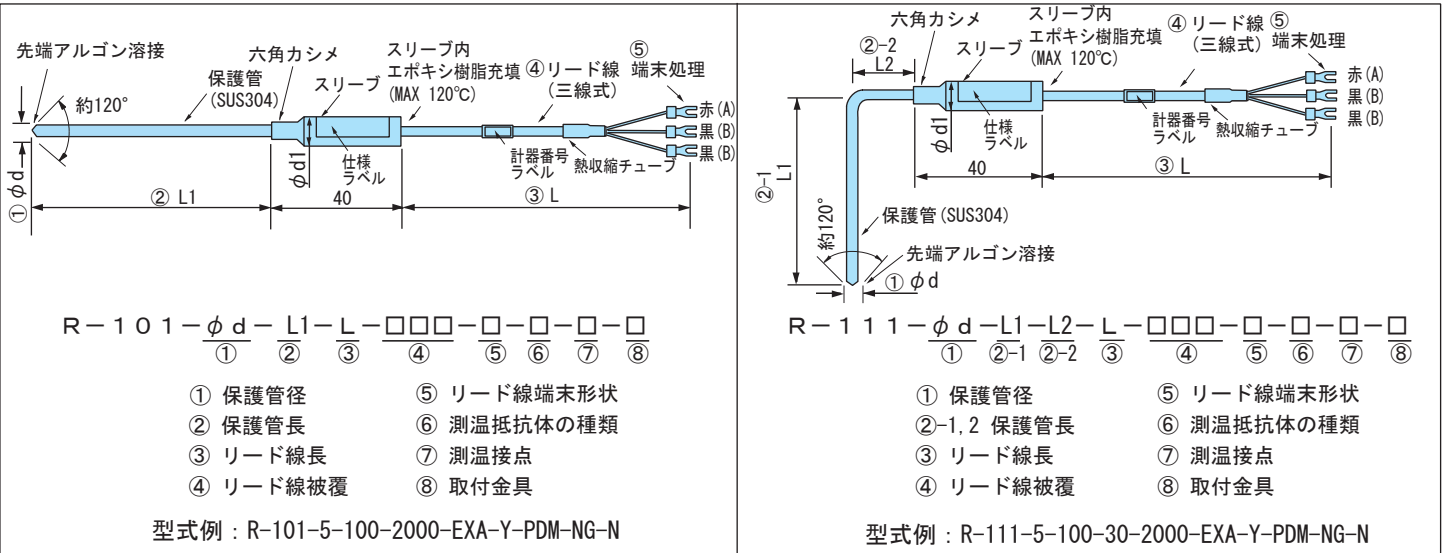 先端アルゴン溶接
約120°
保護管
(SUS304)
六角カシメ
スリーブ
スリーブ内
エポキシ樹脂充填
(MAX 120℃)
④リード線
(三線式)
⑤
端末処理
赤(A)
黒(B)
黒(B)
φd1
仕様
ラベル
計器番号
ラベル
熱収縮チューブ
① φd
② L1
40
③ L
R-101-φd-L1-L-□□□-□-□-□-□
① ② ③ ④ ⑤ ⑥ ⑦ ⑧
① 保護管径
② 保護管長
③ リード線長
④ リード線被覆
⑤ リード線端末形状
⑥ 測温抵抗体の種類
⑦ 測温接点
⑧ 取付金具
型式例：R-101-5-100-2000-EXA-Y-PDM-NG-N
六角カシメ
②-2
L2
スリーブ
スリーブ内
エポキシ樹脂充填
(MAX 120℃)
④リード線
(三線式)
⑤
端末処理
赤(A)
黒(B)
黒(B)
φd1
仕様
ラベル
計器番号
ラベル
熱収縮チューブ
②-1
L1
40
③ L
保護管(SUS304)
約120°
先端アルゴン溶接
① φd
R-111-φd-L1-L2-L-□□□-□-□-□-□
① ②-1 ②-2 ③ ④ ⑤ ⑥ ⑦ ⑧
① 保護管径
②-1,2 保護管長
③ リード線長
④ リード線被覆
⑤ リード線端末形状
⑥ 測温抵抗体の種類
⑦ 測温接点
⑧ 取付金具
型式例：R-111-5-100-30-2000-EXA-Y-PDM-NG-N